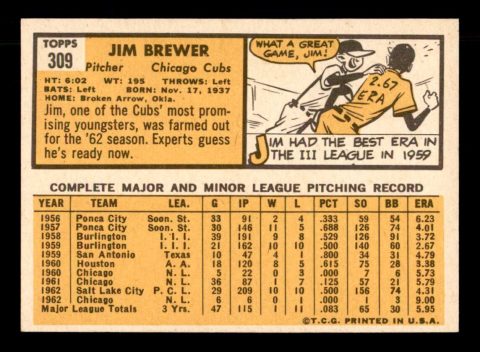 TOPPS
309
JIM BREWER
Pitcher Chicago Cubs
HT: 6:02 WT: 195 THROWS: Left
BATS: Left BORN: Nov. 17, 1937
HOME: Broken Arrow, Okla.
Jim, one of the Cubs' most prom-
ising youngsters, was farmed out
for the '62 season. Experts guess
he's ready now.
WHAT A
GREAT
GAME, JIM!
2.67
ERA
JIM HAD THE BEST ERA IN
THE III LEAGUE IN 1959
COMPLETE MAJOR AND MINOR LEAGUE PITCHING RECORD
YEAR TEAM LEA. G IP W L PCT SO BB ERA
1956 Ponca City Soon. St. 33 91 2 4 .333 59 54 6.23
1957 Ponca City Soon. St. 30 146 11 5 .688 126 74 4.01
1958 Burlington I. I. I. 39 191 9 8 .529 126 91 3.72
1959 Burlington I. I. I. 21 129 10 10 .500 140 60 2.67
1959 San Antonio Texas 10 47 4 1 .800 34 31 4.79
1960 Houston A. A. 18 120 8 5 .615 75 28 3.38
1960 Chicago N. L. 5 22 0 3 .000 7 6 5.73
1961 Chicago N. L. 36 87 1 7 .125 57 21 5.79
1962 Salt Lake City P. C. L. 29 209 10 10 .500 156 74 4.31
1962 Chicago N. L. 6 6 0 1 .000 1 3 9.00
Major League Totals 3 Yrs. 47 115 1 11 .083 65 30 5.95
© T.C.G. PRINTED IN U.S.A.